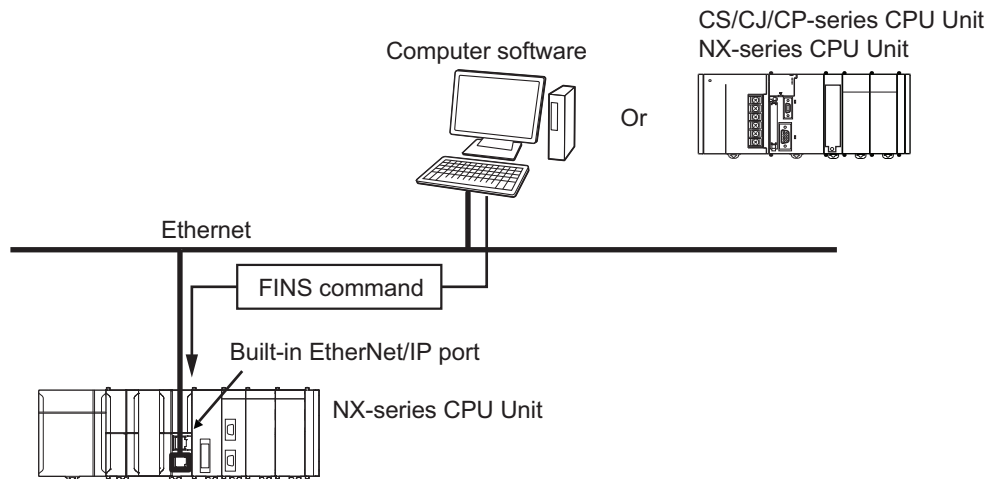 CS/CJ/CP-series CPU Unit
NX-series CPU Unit
Computer software
Or
Ethernet
FINS command
Built-in EtherNet/IP port
NX-series CPU Unit